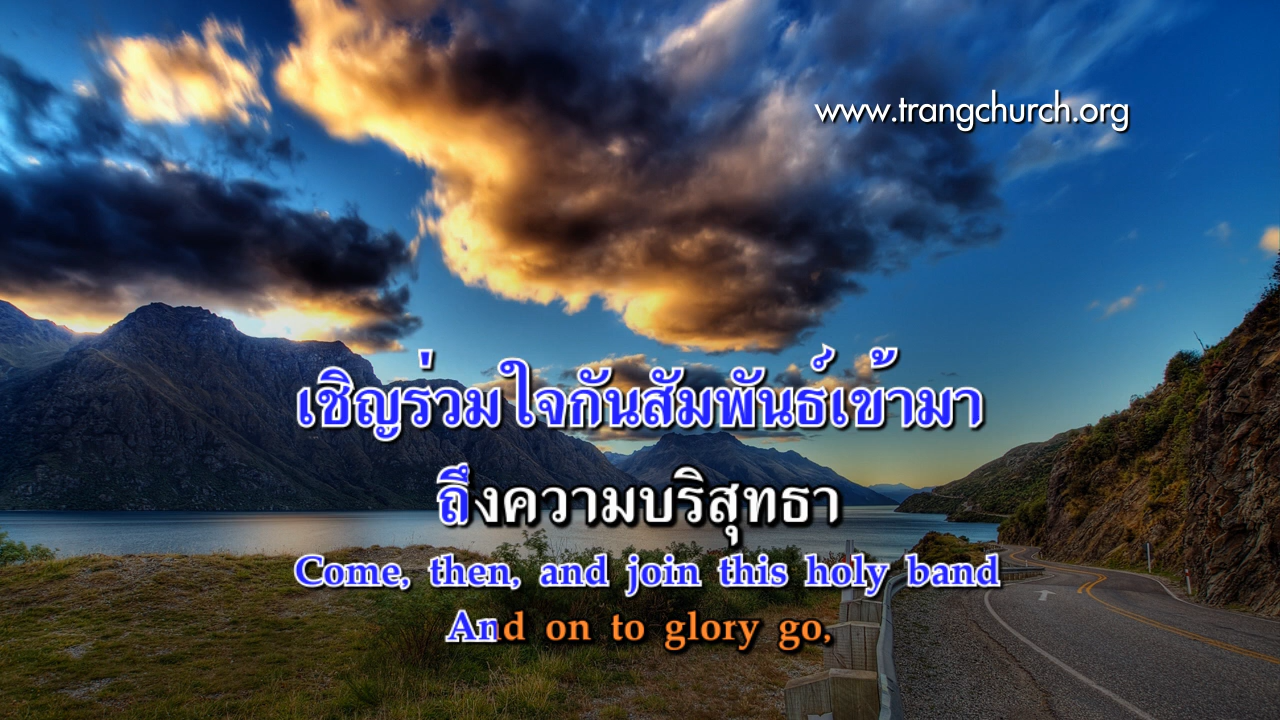 www.trangchurch.org
เชิญร่วมใจกันสัมพันธ์เข้ามา
ถึงความบริสุทธา
Come, then, and join this holy band
And on to glory go,